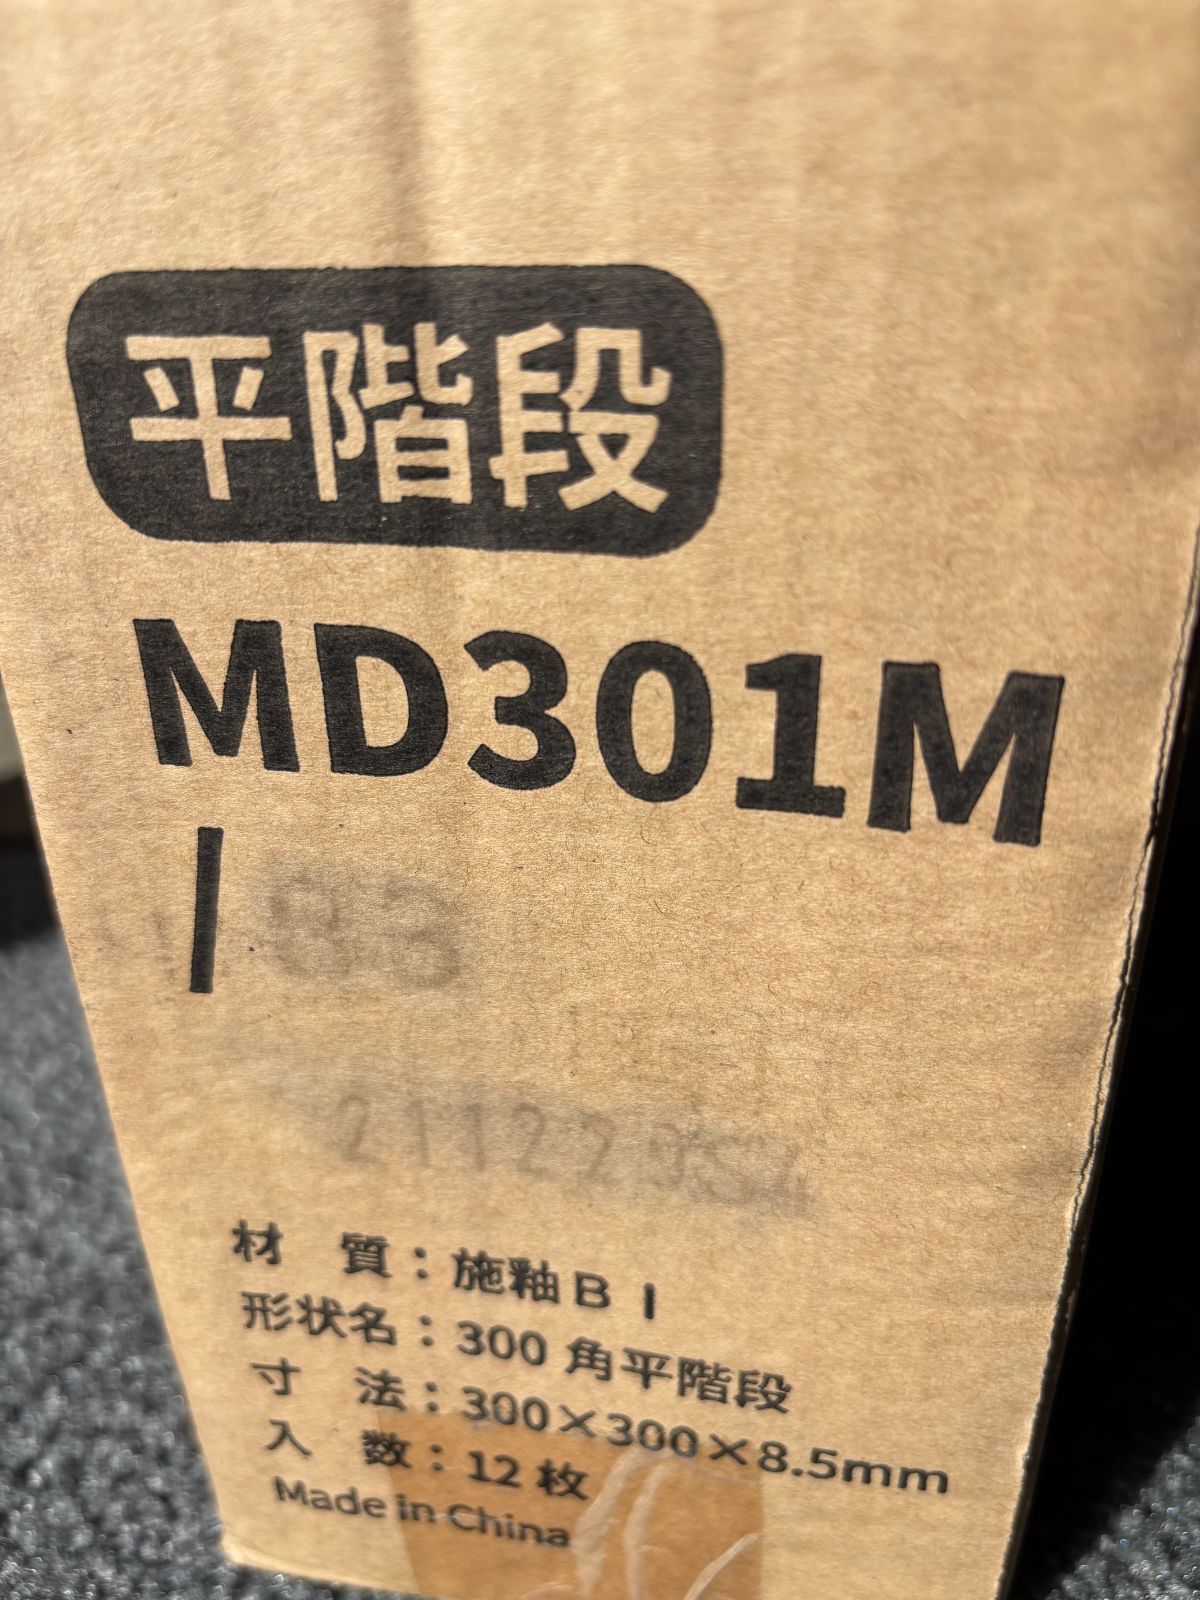 平階段
MD301M
/ 83
材　質：施釉BⅠ
形状名：300 角平階段
寸　法：300×300×8.5mm
入　数：12 枚
Made in China